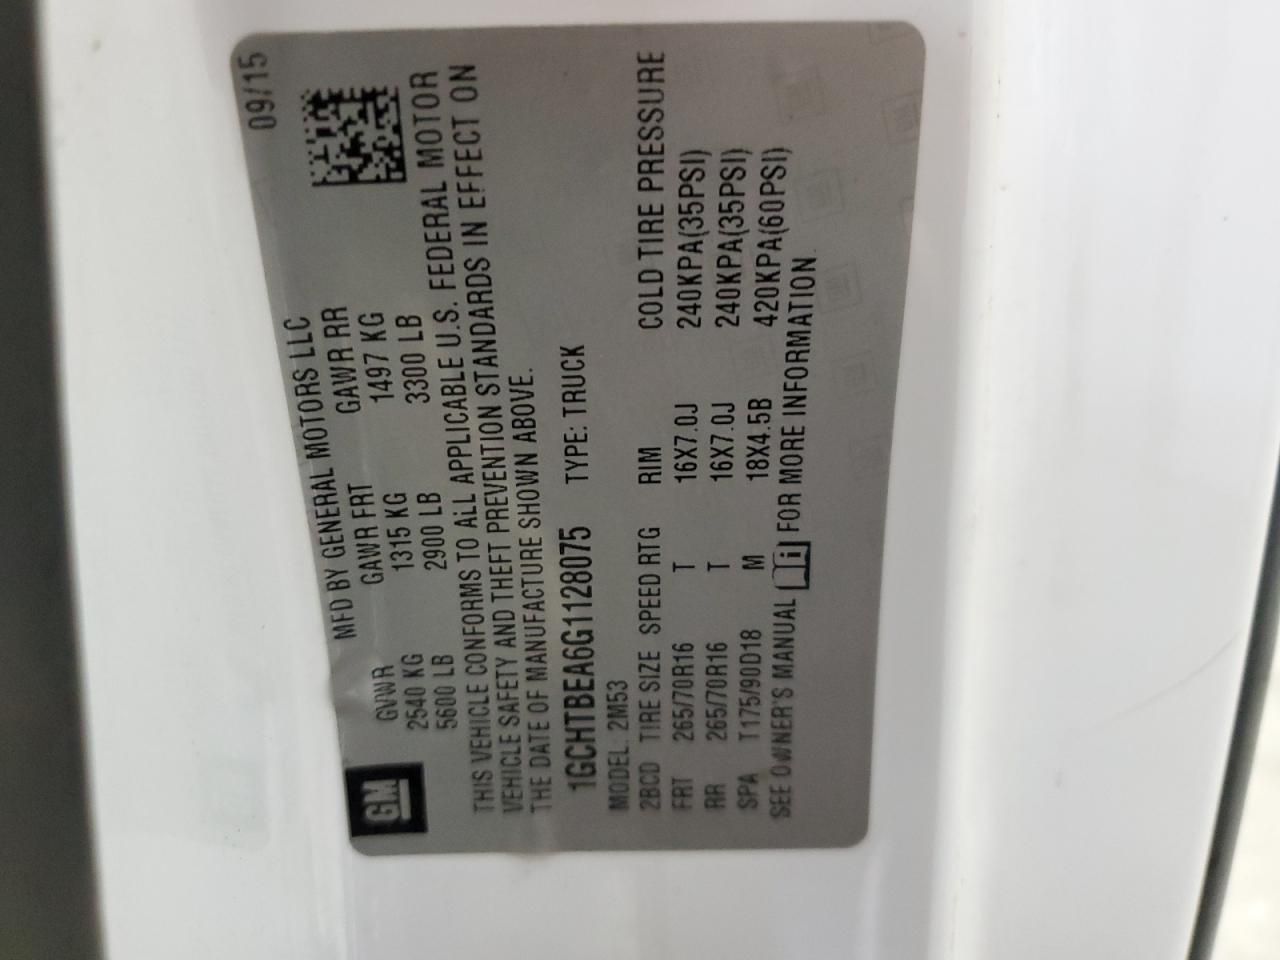 GM
MFD BY GENERAL MOTORS LLC 09/15
GVWR GAWR FRT GAWR RR
2540 KG 1315 KG 1497 KG
5600 LB 2900 LB 3300 LB
THIS VEHICLE CONFORMS TO ALL APPLICABLE U.S. FEDERAL MOTOR
VEHICLE SAFETY AND THEFT PREVENTION STANDARDS IN EFFECT ON
THE DATE OF MANUFACTURE SHOWN ABOVE.
1GCHTBEA6G1128075 TYPE: TRUCK
MODEL: 2M53
2BCD TIRE SIZE SPEED RTG RIM COLD TIRE PRESSURE
FRT 265/70R16 T 16X7.0J 240KPA(35PSI)
RR 265/70R16 T 16X7.0J 240KPA(35PSI)
SPA T175/90D18 M 18X4.5B 420KPA(60PSI)
SEE OWNER'S MANUAL i FOR MORE INFORMATION